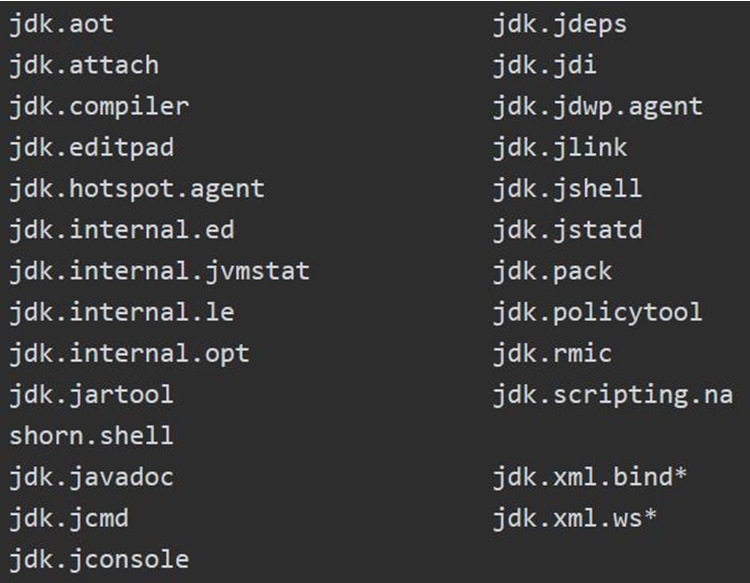 jdk.aot jdk.jdeps
jdk.attach jdk.jdi
jdk.compiler jdk.jdwp.agent
jdk.editpad jdk.jlink
jdk.hotspot.agent jdk.jshell
jdk.internal.ed jdk.jstatd
jdk.internal.jvmstat jdk.pack
jdk.internal.le jdk.policytool
jdk.internal.opt jdk.rmic
jdk.jartool jdk.scripting.na
shorn.shell
jdk.javadoc jdk.xml.bind*
jdk.jcmd jdk.xml.ws*
jdk.jconsole